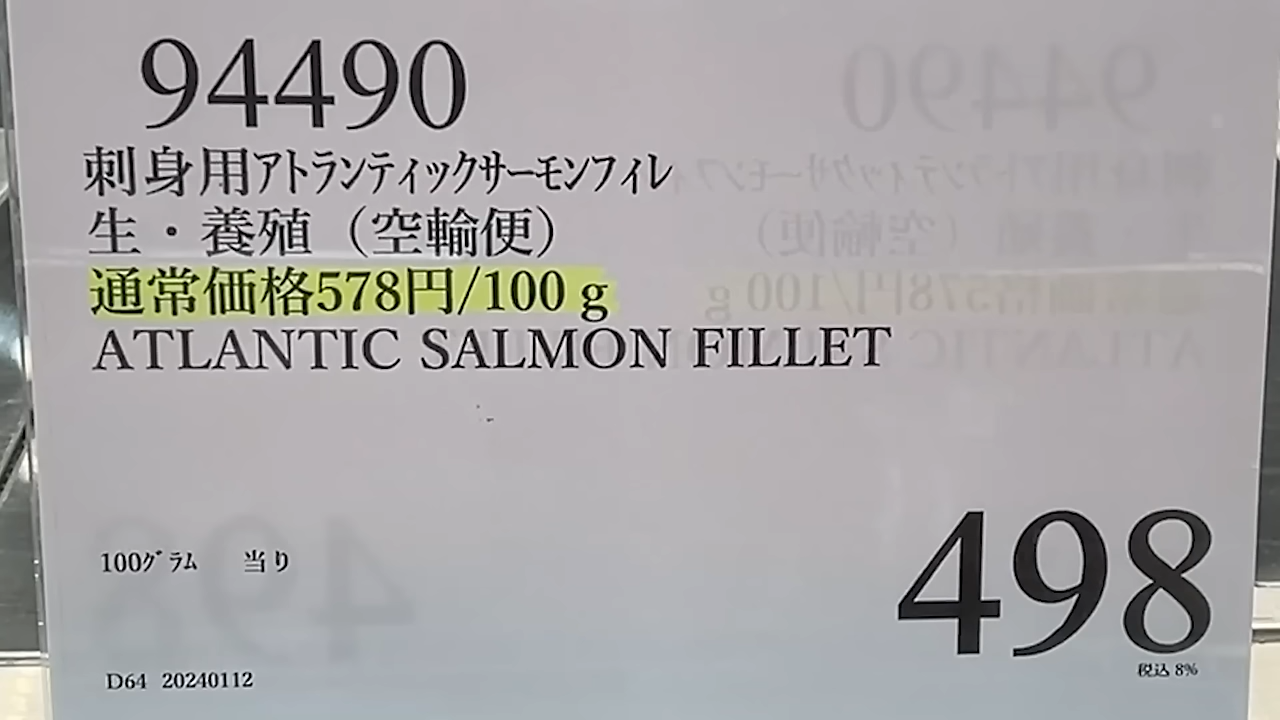 94490
刺身用アトランティックサーモンフィレ
生・養殖（空輸便）
通常価格578円/100ｇ
ATLANTIC SALMON FILLET
100ｸﾞﾗﾑ 当り
498
税込 8%
D64 20240112